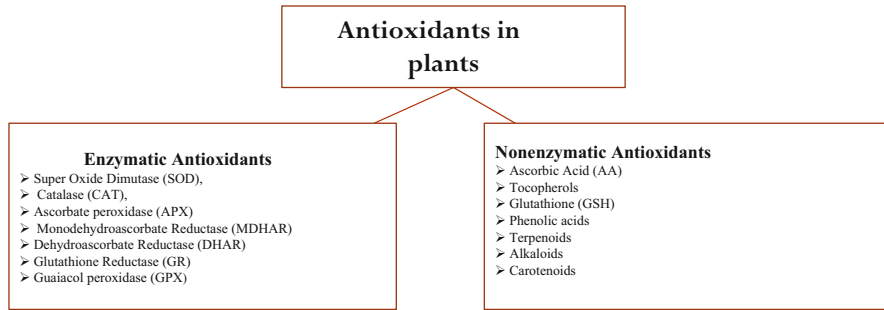 Antioxidants in
plants
Enzymatic Antioxidants
➢ Super Oxide Dimutase (SOD),
➢ Catalase (CAT),
➢ Ascorbate peroxidase (APX)
➢ Monodehydroascorbate Reductase (MDHAR)
➢ Dehydroascorbate Reductase (DHAR)
➢ Glutathione Reductase (GR)
➢ Guaiacol peroxidase (GPX)
Nonenzymatic Antioxidants
➢ Ascorbic Acid (AA)
➢ Tocopherols
➢ Glutathione (GSH)
➢ Phenolic acids
➢ Terpenoids
➢ Alkaloids
➢ Carotenoids